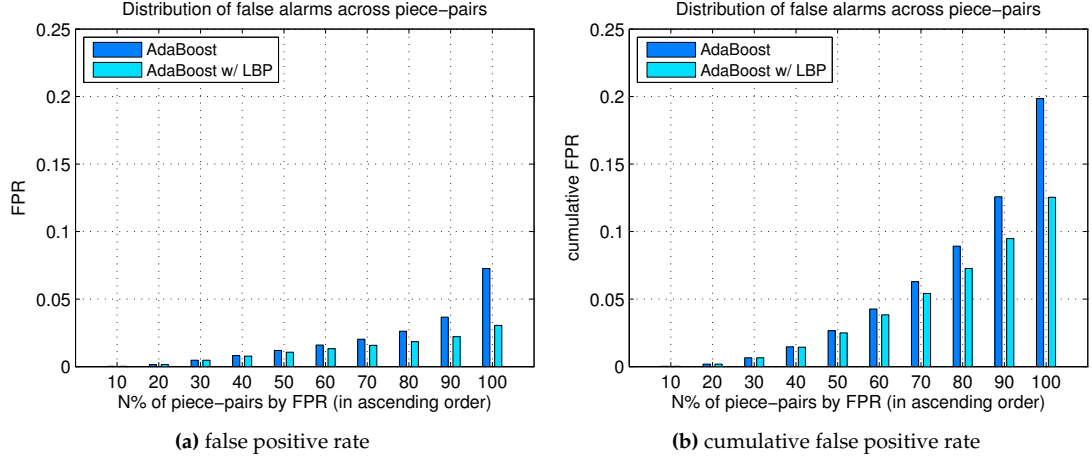 Distribution of false alarms across piece−pairs
0.25
0.2
0.15
0.1
0.05
0
FPR
AdaBoost
AdaBoost w/ LBP
10 20 30 40 50 60 70 80 90 100
N% of piece−pairs by FPR (in ascending order)
(a) false positive rate
Distribution of false alarms across piece−pairs
0.25
0.2
0.15
0.1
0.05
0
cumulative FPR
AdaBoost
AdaBoost w/ LBP
10 20 30 40 50 60 70 80 90 100
N% of piece−pairs by FPR (in ascending order)
(b) cumulative false positive rate